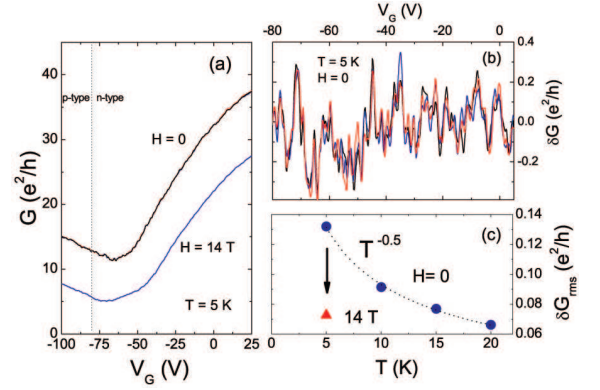 (a)
p-type n-type
H = 0
H = 14 T
T = 5 K
G (e²/h)
0
10
20
30
40
-100 -75 -50 -25 0 25
V_G (V)
V_G (V)
-80 -60 -40 -20 0
T = 5 K
H = 0
(b)
0.2
0.0
-0.2
δG (e²/h)
(c)
T^-0.5
H= 0
14 T
0.14
0.12
0.10
0.08
0.06
δG_rms (e²/h)
0 5 10 15 20
T (K)